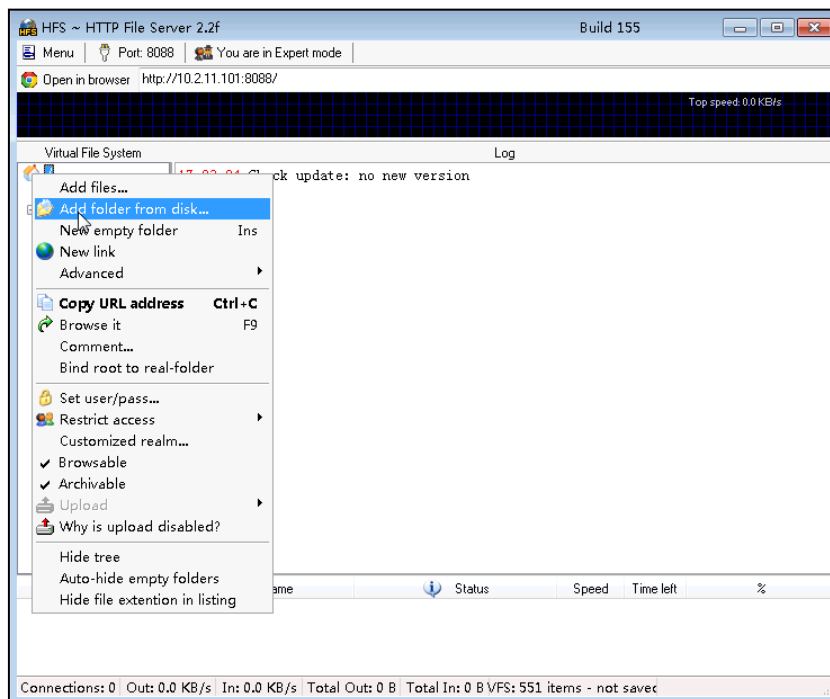 HFS ~ HTTP File Server 2.2f Build 155
Menu Port: 8088 You are in Expert mode
Open in browser http://10.2.11.101:8088/
Top speed: 0.0 KB/s
Virtual File System Log
Check update: no new version
Add files...
Add folder from disk...
New empty folder Ins
New link
Advanced
Copy URL address Ctrl+C
Browse it F9
Comment...
Bind root to real-folder
Set user/pass...
Restrict access
Customized realm...
Browsable
Archivable
Upload
Why is upload disabled?
Hide tree
Auto-hide empty folders
Hide file extention in listing
Status Speed Time left %
Connections: 0 Out: 0.0 KB/s In: 0.0 KB/s Total Out: 0 B Total In: 0 B VFS: 551 items - not saved